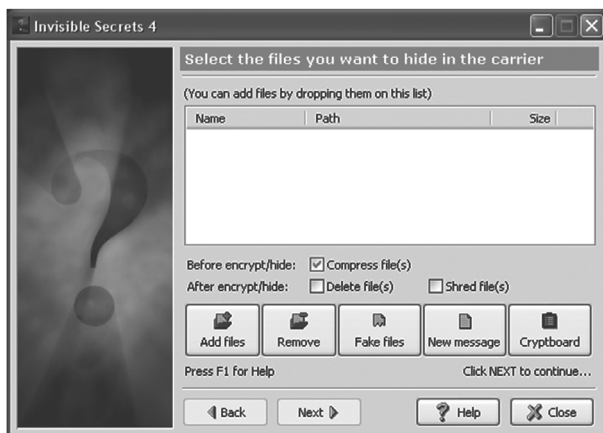 Invisible Secrets 4
Select the files you want to hide in the carrier
(You can add files by dropping them on this list)
Name Path Size
Before encrypt/hide: Compress file(s)
After encrypt/hide: Delete file(s) Shred file(s)
Add files Remove Fake files New message Cryptboard
Press F1 for Help Click NEXT to continue...
Back Next Help Close